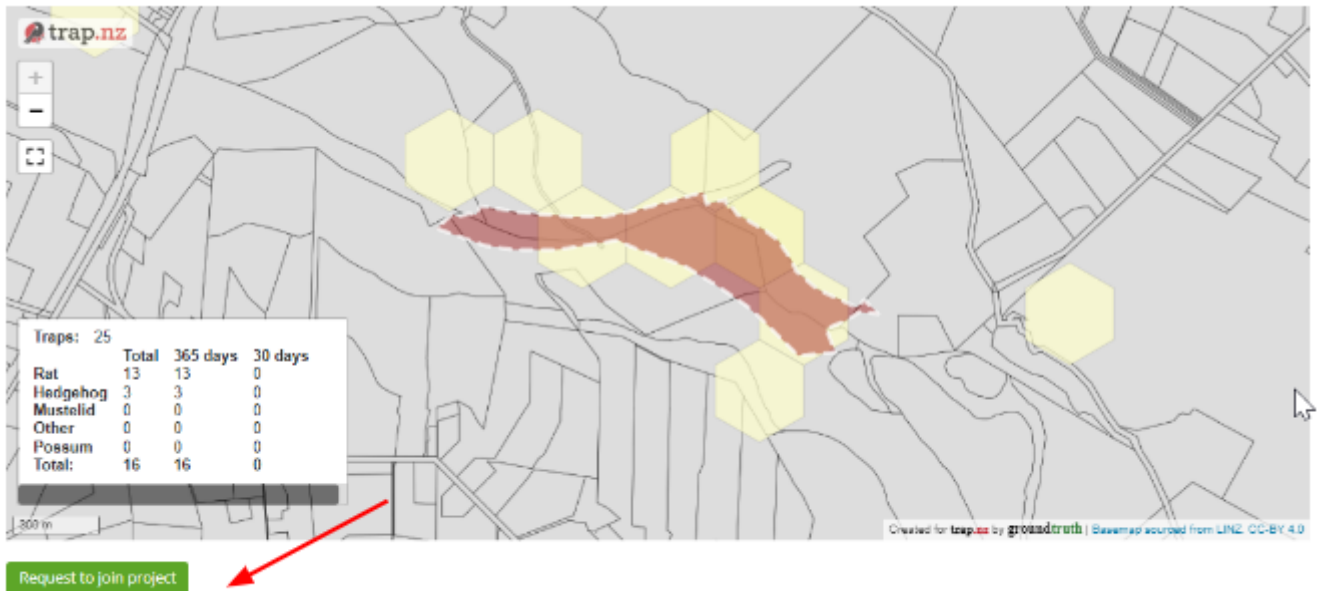 trap.nz
+
−
Traps: 25
Total 365 days 30 days
Rat 13 13 0
Hedgehog 3 3 0
Mustelid 0 0 0
Other 0 0 0
Possum 0 0 0
Total: 16 16 0
300 m
Created for trap.nz by groundtruth | Basemap sourced from LINZ. CC-BY 4.0
Request to join project